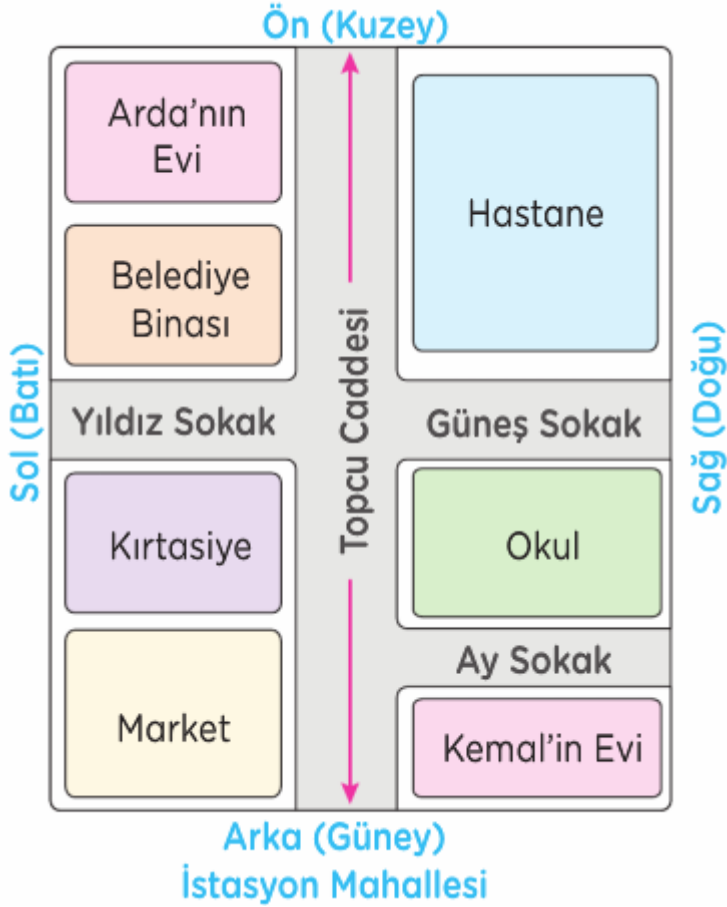 Ön (Kuzey)
Arda'nın
Evi
Hastane
Belediye
Binası
Sol (Batı)
Yıldız Sokak
Topcu Caddesi
Güneş Sokak
Sağ (Doğu)
Kırtasiye
Okul
Ay Sokak
Market
Kemal'in Evi
Arka (Güney)
İstasyon Mahallesi